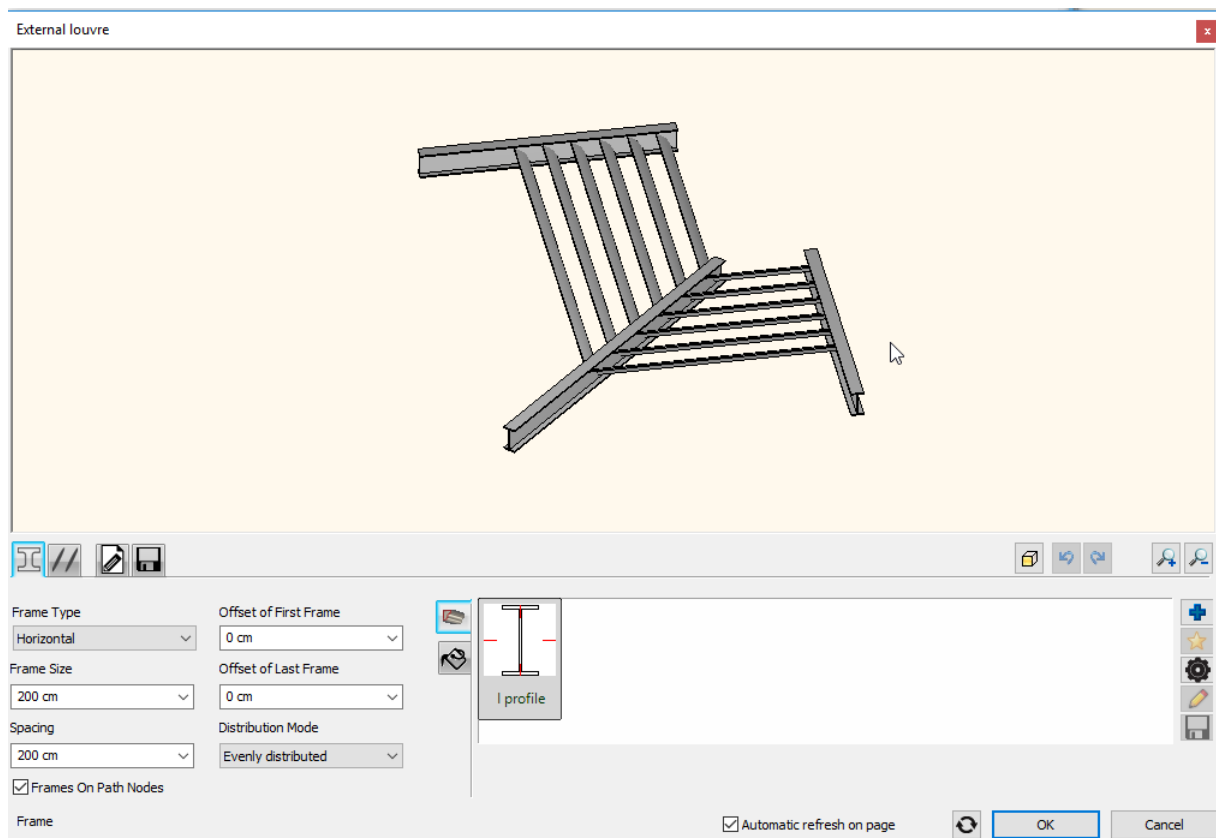 External louvre
x
Frame Type
Offset of First Frame
Horizontal
0 cm
Frame Size
Offset of Last Frame
200 cm
0 cm
Spacing
Distribution Mode
200 cm
Evenly distributed
Frames On Path Nodes
I profile
Frame
Automatic refresh on page
OK
Cancel